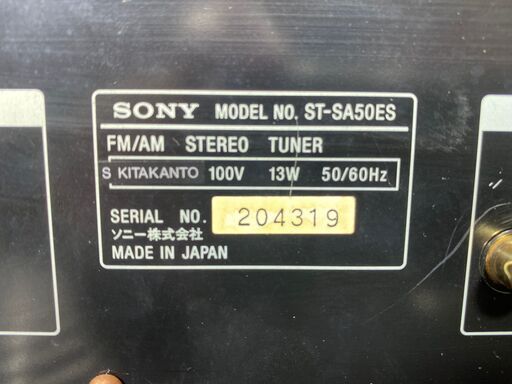 SONY MODEL NO. ST-SA50ES
FM/AM STEREO TUNER
S KITAKANTO 100V 13W 50/60Hz
SERIAL NO. 204319
ソニー株式会社
MADE IN JAPAN